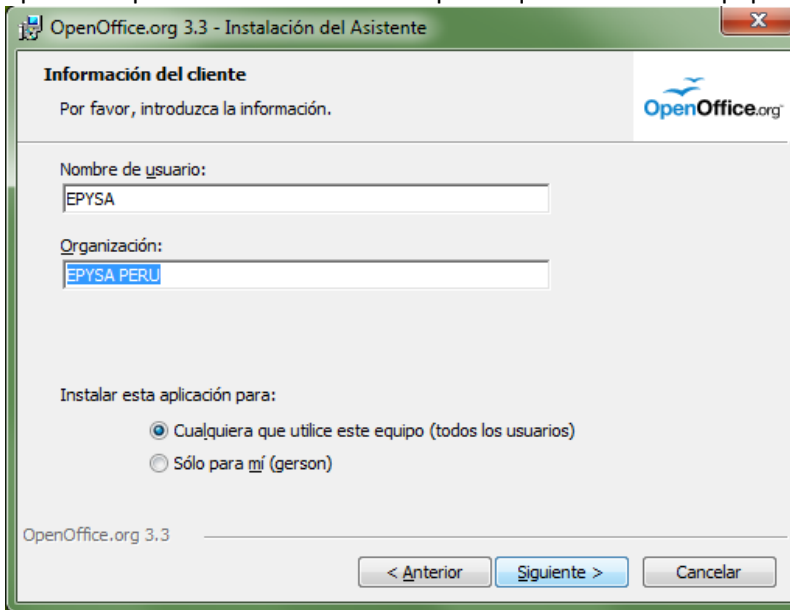 OpenOffice.org 3.3 - Instalación del Asistente
Información del cliente
Por favor, introduzca la información.
OpenOffice.org
Nombre de usuario:
EPYSA
Organización:
EPYSA PERU
Instalar esta aplicación para:
Cualquiera que utilice este equipo (todos los usuarios)
Sólo para mí (gerson)
OpenOffice.org 3.3
< Anterior
Siguiente >
Cancelar